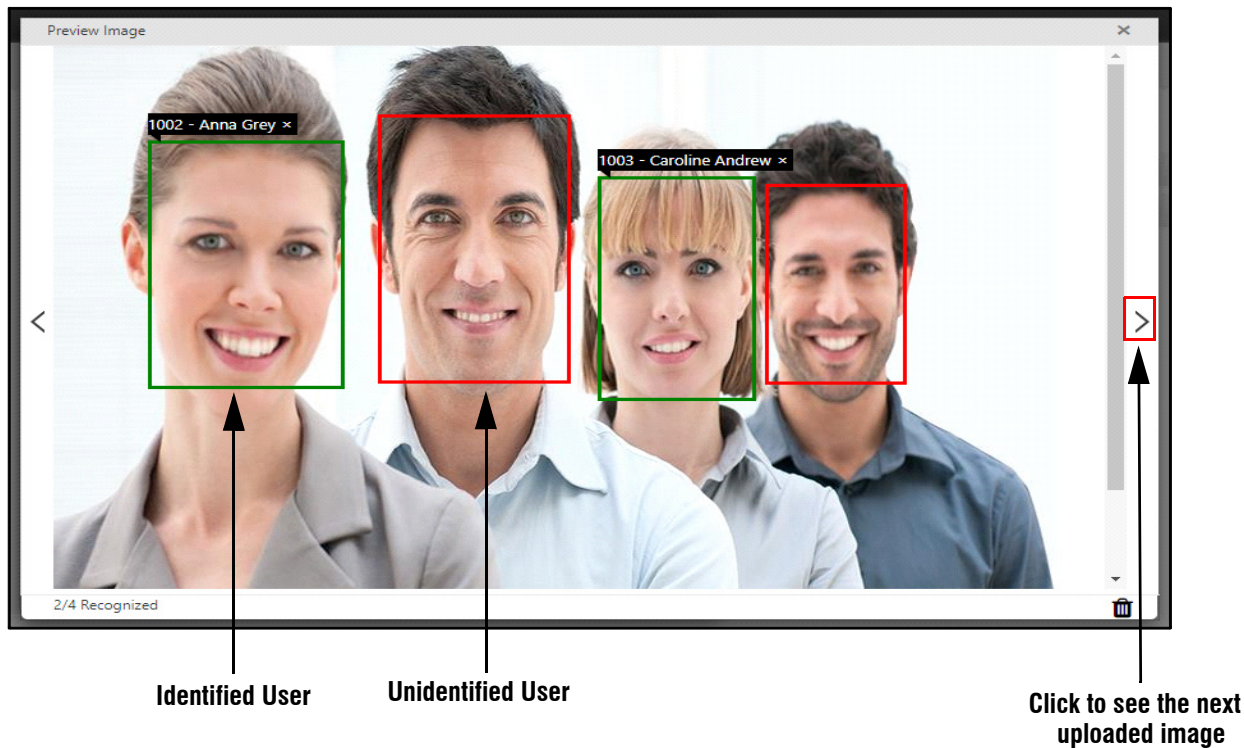 Preview Image
×
1002 - Anna Grey ×
1003 - Caroline Andrew ×
2/4 Recognized
Identified User
Unidentified User
Click to see the next
uploaded image